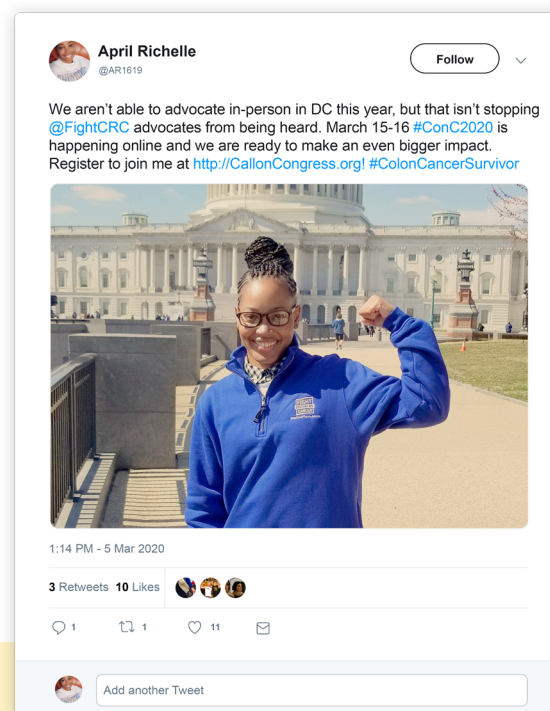 April Richelle
@AR1619
Follow
We aren't able to advocate in-person in DC this year, but that isn't stopping
@FightCRC advocates from being heard. March 15-16 #ConC2020 is
happening online and we are ready to make an even bigger impact.
Register to join me at http://CallonCongress.org! #ColonCancerSurvivor
1:14 PM - 5 Mar 2020
3 Retweets 10 Likes
1 1 11
Add another Tweet